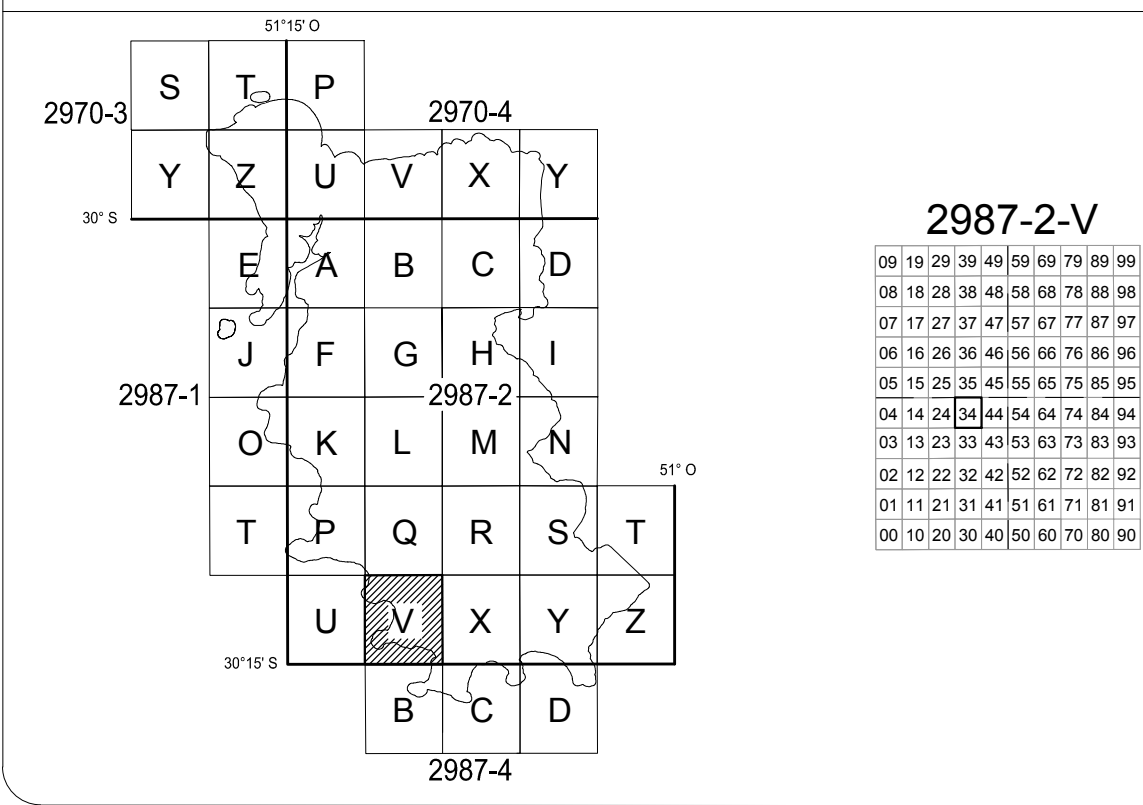 51°15' O
S T P
2970-3 2970-4
Y Z U V X Y
30° S
E A B C D
J F G H I
2987-1 2987-2
O K L M N
51° O
T P Q R S T
U V X Y Z
30°15' S
B C D
2987-4
2987-2-V
09 19 29 39 49 59 69 79 89 99
08 18 28 38 48 58 68 78 88 98
07 17 27 37 47 57 67 77 87 97
06 16 26 36 46 56 66 76 86 96
05 15 25 35 45 55 65 75 85 95
04 14 24 34 44 54 64 74 84 94
03 13 23 33 43 53 63 73 83 93
02 12 22 32 42 52 62 72 82 92
01 11 21 31 41 51 61 71 81 91
00 10 20 30 40 50 60 70 80 90